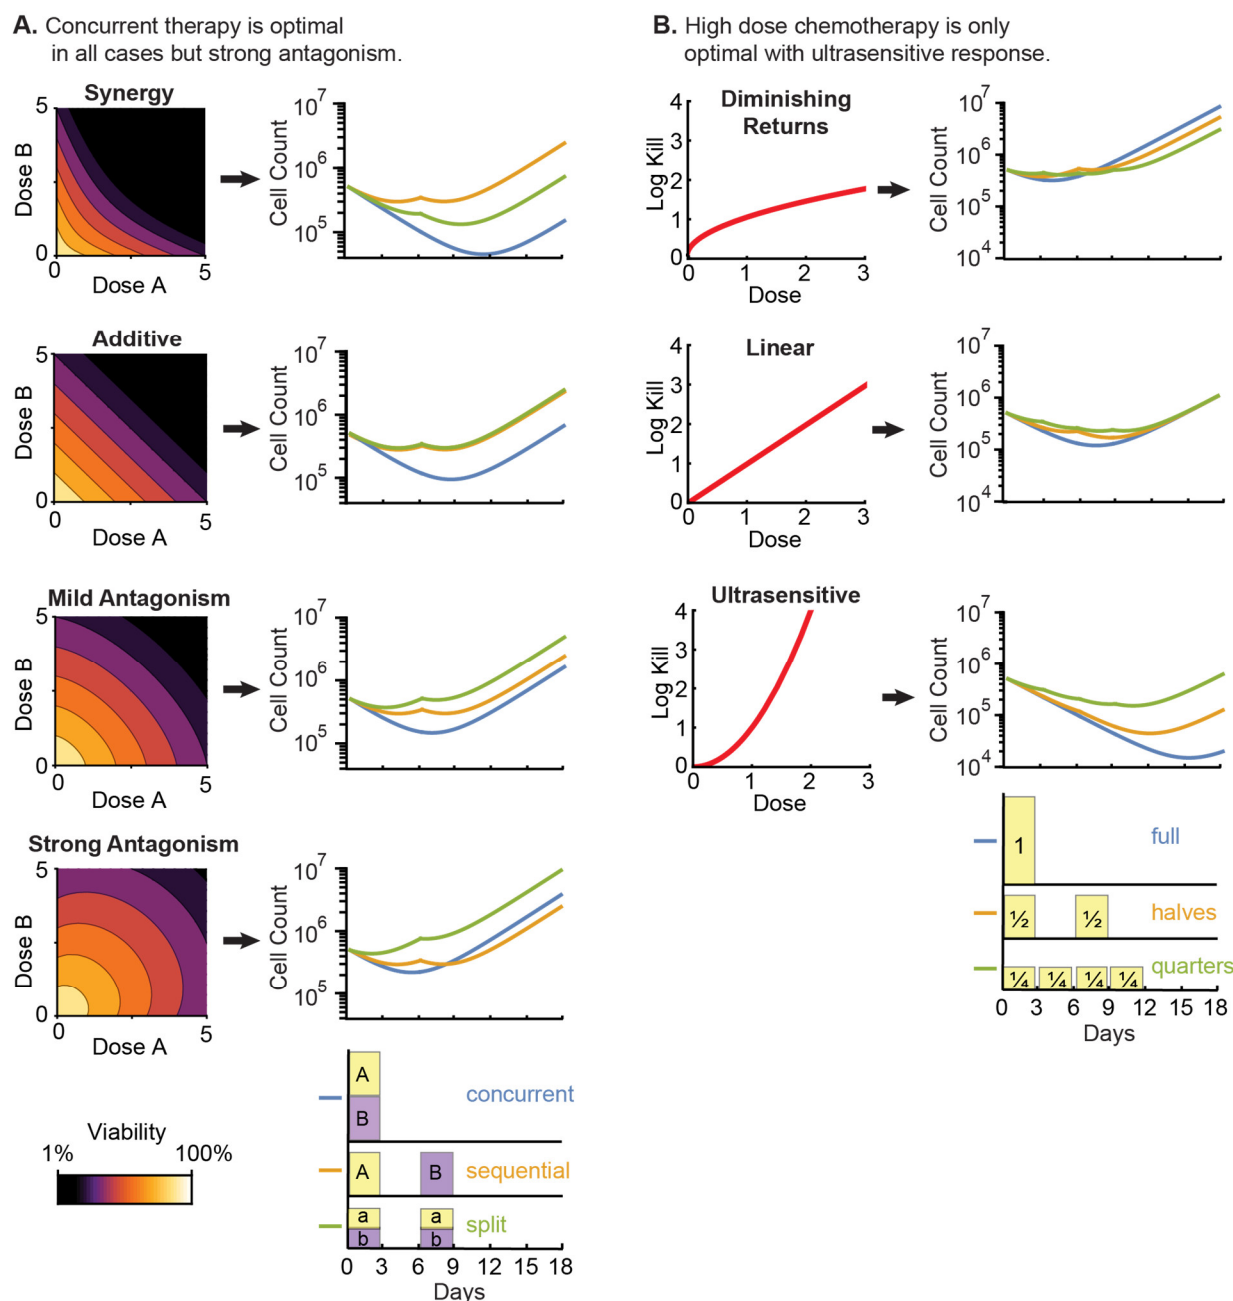 A. Concurrent therapy is optimal
in all cases but strong antagonism.
Synergy
5
Dose B
0
0
5
Dose A
10^7
10^6
10^5
Cell Count
Additive
5
Dose B
0
0
5
Dose A
10^7
10^6
10^5
Cell Count
Mild Antagonism
5
Dose B
0
0
5
Dose A
10^7
10^6
10^5
Cell Count
Strong Antagonism
5
Dose B
0
0
5
Dose A
10^7
10^6
10^5
Cell Count
Viability
1% 100%
A
B
concurrent
A B sequential
a a
b b
split
0 3 6 9 12 15 18
Days
B. High dose chemotherapy is only
optimal with ultrasensitive response.
Diminishing
Returns
4
3
2
1
0
Log Kill
0 1 2 3
Dose
10^7
10^6
10^5
10^4
Cell Count
Linear
4
3
2
1
0
Log Kill
0 1 2 3
Dose
10^7
10^6
10^5
10^4
Cell Count
Ultrasensitive
4
3
2
1
0
Log Kill
0 1 2 3
Dose
10^7
10^6
10^5
10^4
Cell Count
1 full
½ ½ halves
¼ ¼ ¼ ¼ quarters
0 3 6 9 12 15 18
Days